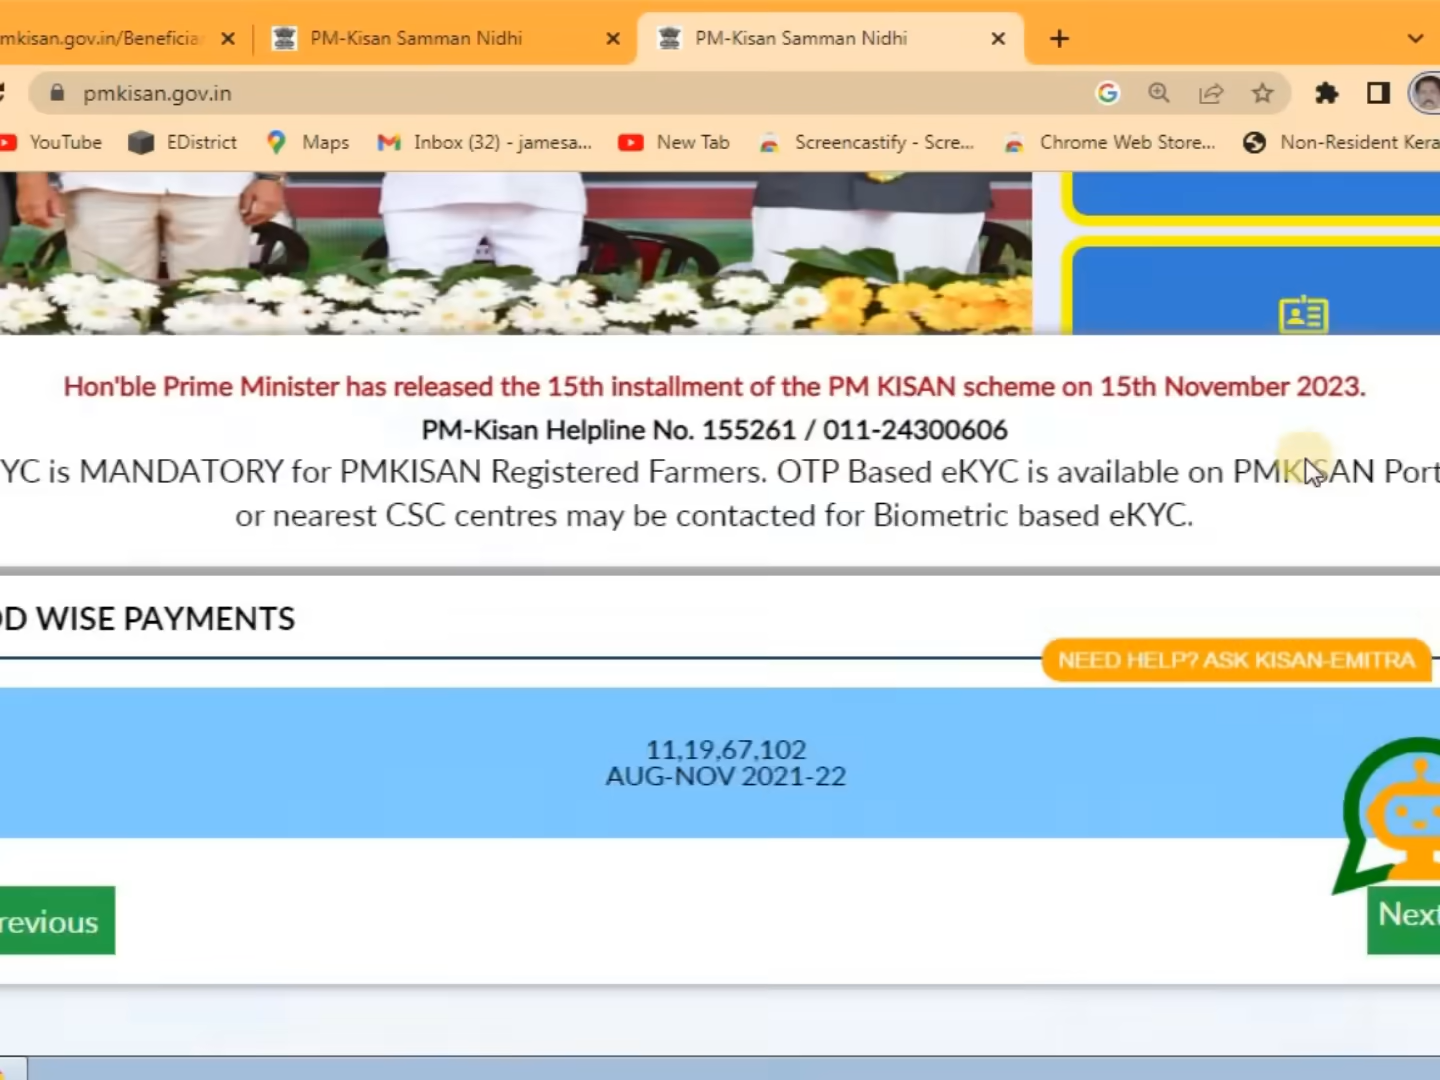 mkisan.gov.in/Beneficia
PM-Kisan Samman Nidhi
PM-Kisan Samman Nidhi
pmkisan.gov.in
YouTube
EDistrict
Maps
Inbox (32) - jamesa...
New Tab
Screencastify - Scre...
Chrome Web Store...
Non-Resident Kera
Hon'ble Prime Minister has released the 15th installment of the PM KISAN scheme on 15th November 2023.
PM-Kisan Helpline No. 155261 / 011-24300606
YC is MANDATORY for PMKISAN Registered Farmers. OTP Based eKYC is available on PMKISAN Port
or nearest CSC centres may be contacted for Biometric based eKYC.
OD WISE PAYMENTS
NEED HELP? ASK KISAN-EMITRA
11,19,67,102
AUG-NOV 2021-22
revious
Next